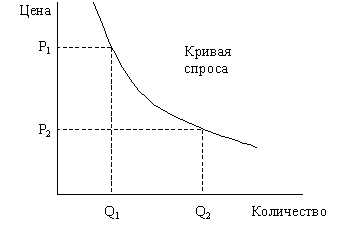 Цена
P₁
Кривая
спроса
P₂
Q₁
Q₂
Количество